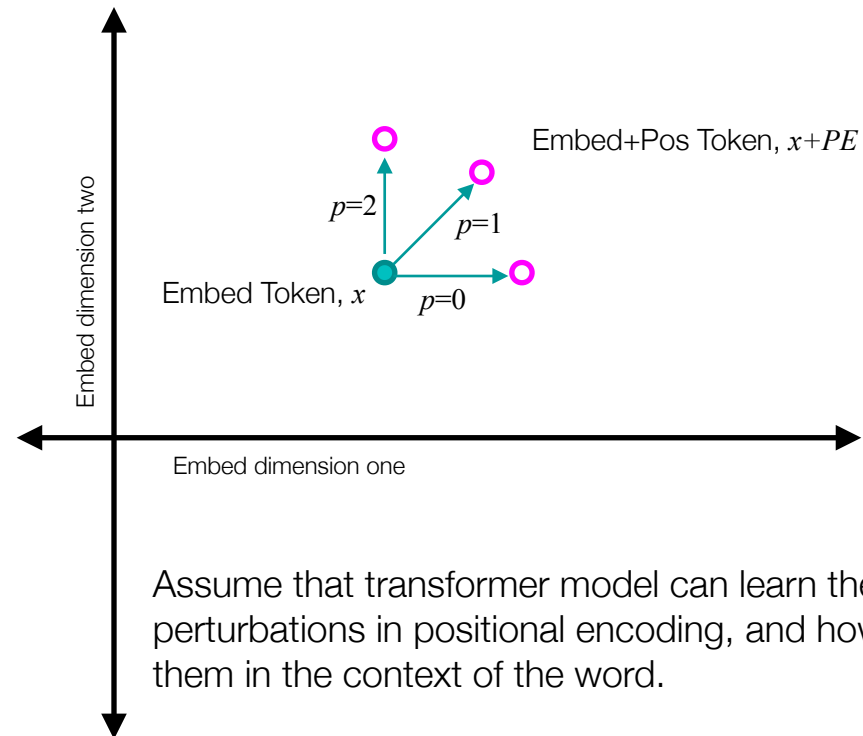 Embed dimension two
Embed+Pos Token, x+PE
p=2
p=1
Embed Token, x
p=0
Embed dimension one
Assume that transformer model can learn the
perturbations in positional encoding, and how
them in the context of the word.